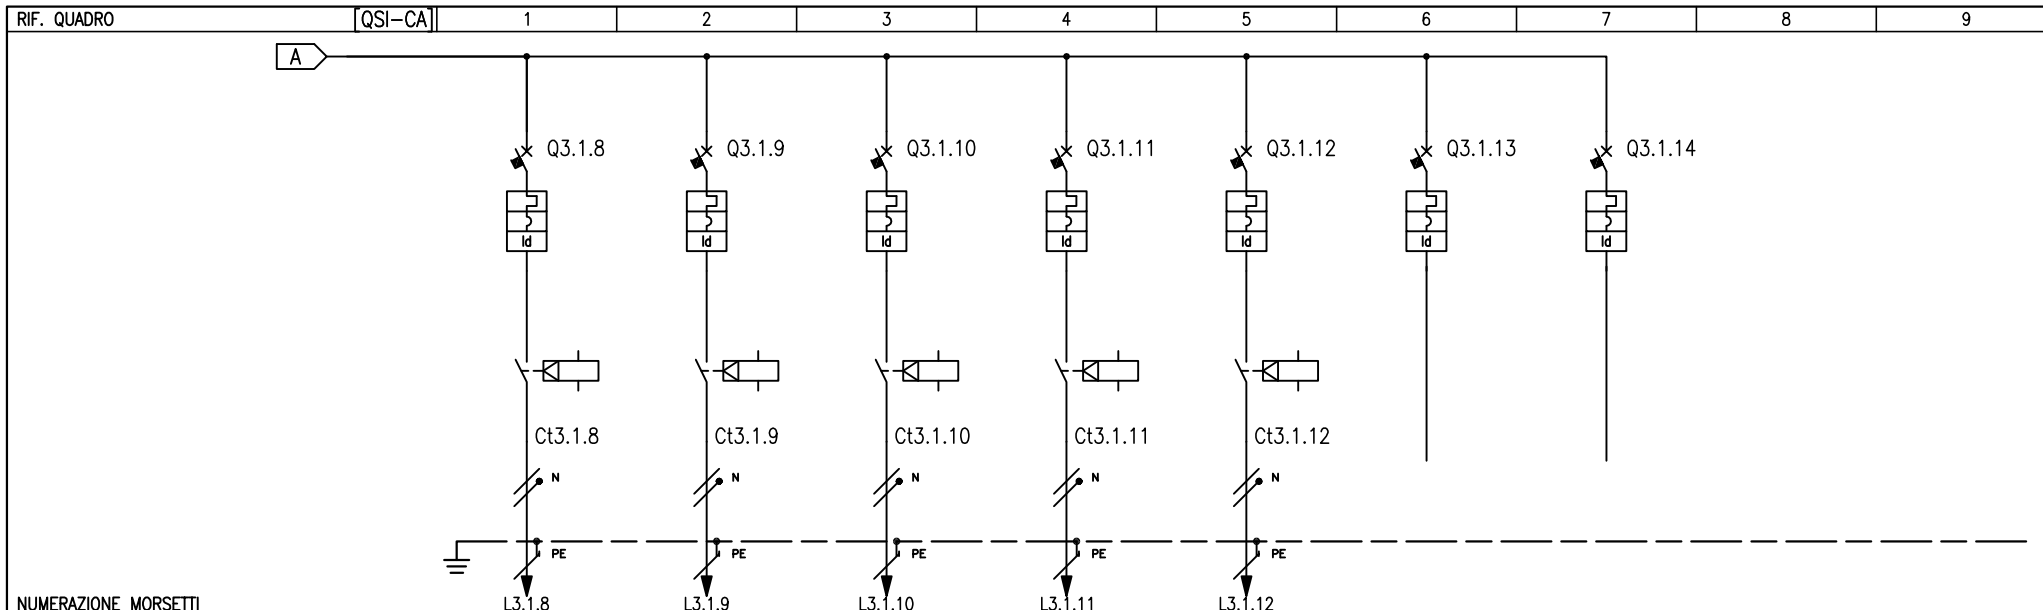 RIF. QUADRO [QSI-CA] 1 2 3 4 5 6 7 8 9
A
Q3.1.8 Q3.1.9 Q3.1.10 Q3.1.11 Q3.1.12 Q3.1.13 Q3.1.14
Id Id Id Id Id Id Id
Ct3.1.8 Ct3.1.9 Ct3.1.10 Ct3.1.11 Ct3.1.12
N N N N N
PE PE PE PE PE
NUMERAZIONE MORSETTI L3.1.8 L3.1.9 L3.1.10 L3.1.11 L3.1.12